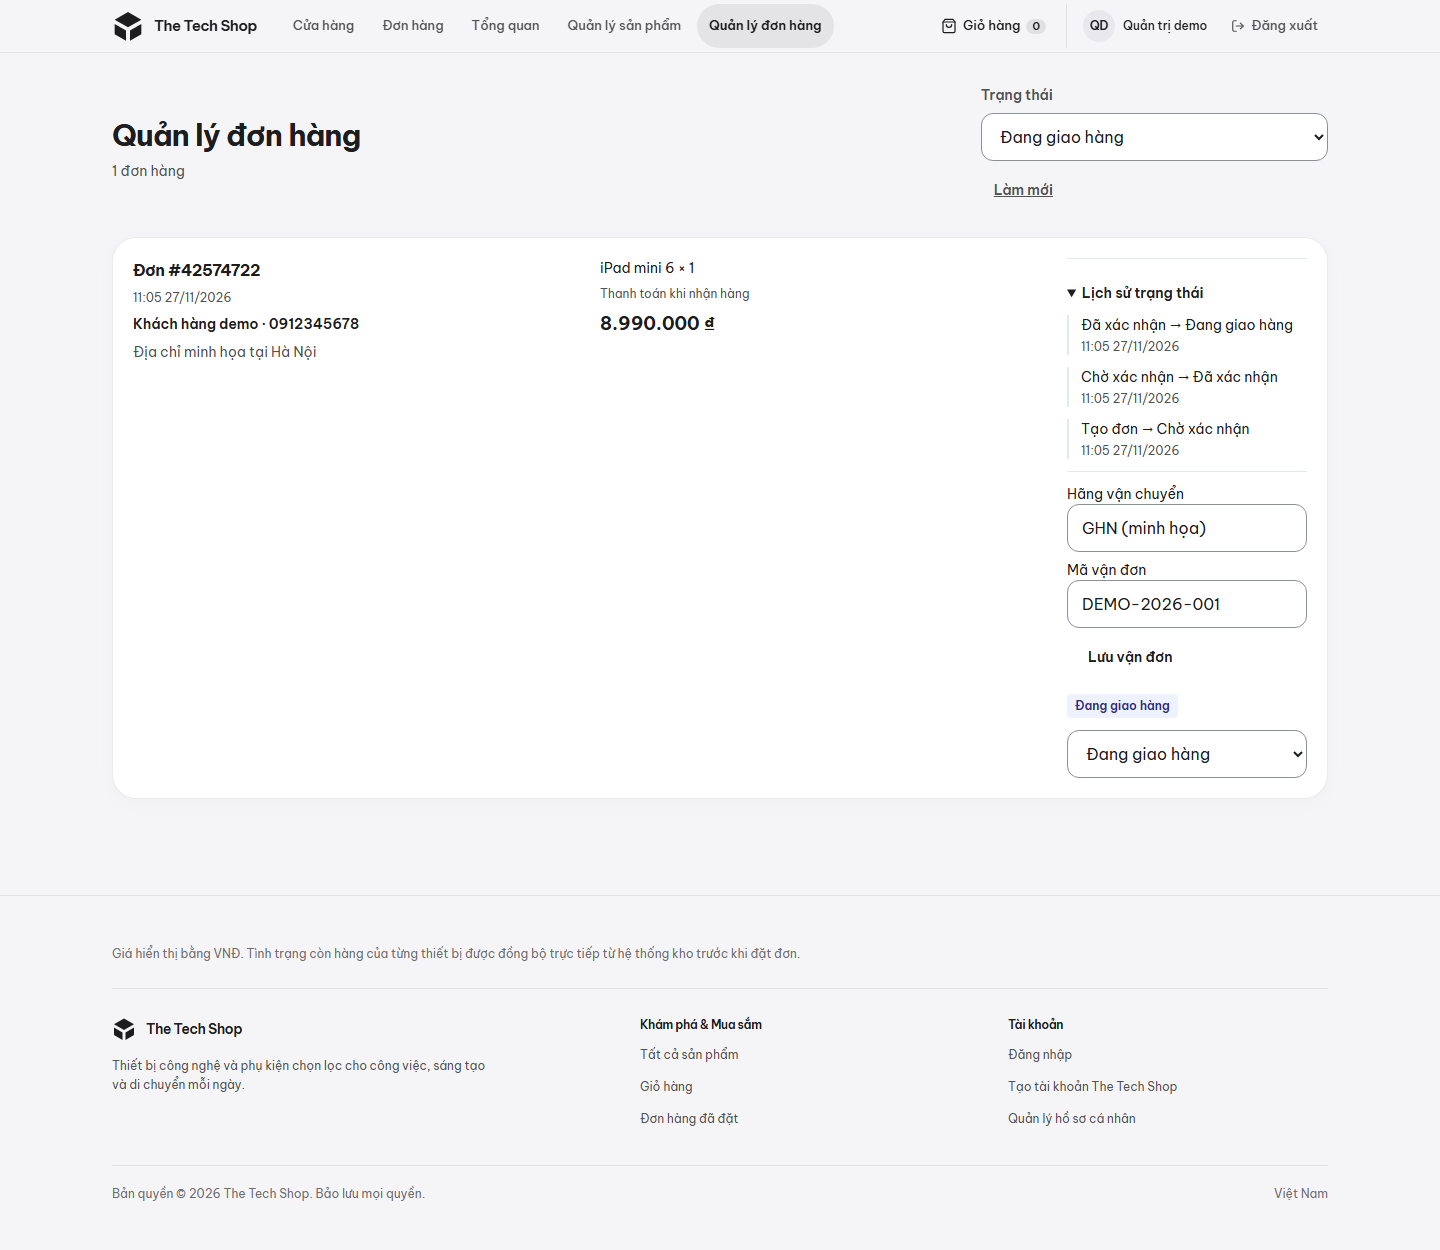 The Tech Shop
Cửa hàng
Đơn hàng
Tổng quan
Quản lý sản phẩm
Quản lý đơn hàng
Giỏ hàng 0
QD Quản trị demo
Đăng xuất
Quản lý đơn hàng
1 đơn hàng
Trạng thái
Đang giao hàng
Làm mới
Đơn #42574722
11:05 27/11/2026
Khách hàng demo · 0912345678
Địa chỉ minh họa tại Hà Nội
iPad mini 6 × 1
Thanh toán khi nhận hàng
8.990.000 ₫
Lịch sử trạng thái
Đã xác nhận → Đang giao hàng
11:05 27/11/2026
Chờ xác nhận → Đã xác nhận
11:05 27/11/2026
Tạo đơn → Chờ xác nhận
11:05 27/11/2026
Hãng vận chuyển
GHN (minh họa)
Mã vận đơn
DEMO-2026-001
Lưu vận đơn
Đang giao hàng
Đang giao hàng
Giá hiển thị bằng VNĐ. Tình trạng còn hàng của từng thiết bị được đồng bộ trực tiếp từ hệ thống kho trước khi đặt đơn.
The Tech Shop
Thiết bị công nghệ và phụ kiện chọn lọc cho công việc, sáng tạo
và di chuyển mỗi ngày.
Khám phá & Mua sắm
Tất cả sản phẩm
Giỏ hàng
Đơn hàng đã đặt
Tài khoản
Đăng nhập
Tạo tài khoản The Tech Shop
Quản lý hồ sơ cá nhân
Bản quyền © 2026 The Tech Shop. Bảo lưu mọi quyền.
Việt Nam